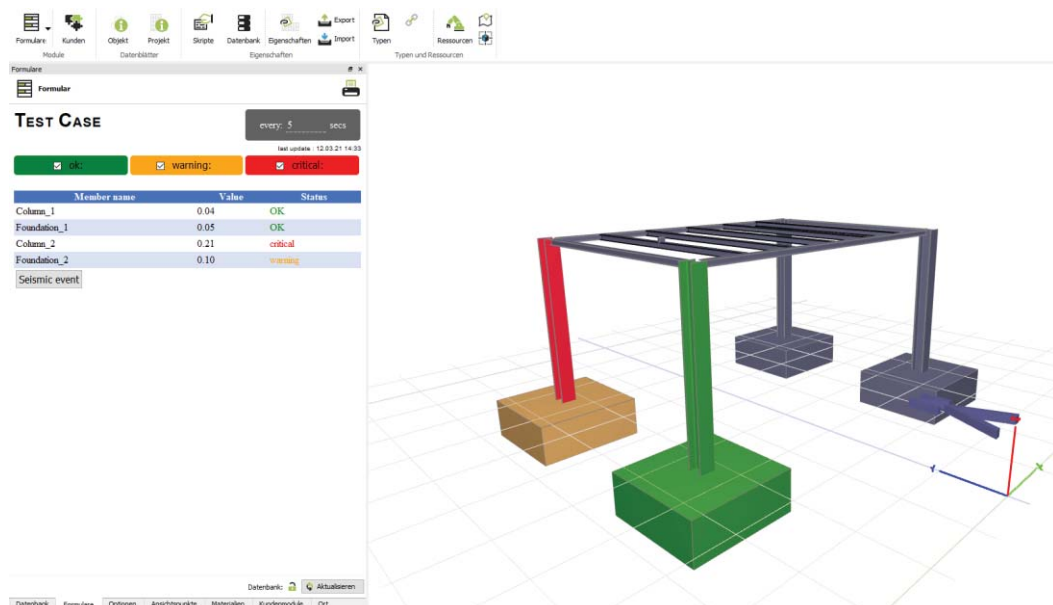 Formulare Kunden Objekt Projekt Skripte Datenbank Eigenschaften Export Import Typen Ressourcen
Module Datenblätter Eigenschaften Typen und Ressourcen
Formulare
Formular
TEST CASE
every: 5 secs
last update : 12.03.21 14:33
ok: warning: critical:
Member name Value Status
Column_1 0.04 OK
Foundation_1 0.05 OK
Column_2 0.21 critical
Foundation_2 0.10 warning
Seismic event
Y X
Datenbank: Aktualisieren
Datenbank Formulare Optionen Ansichtspunkte Materialien Kundenmodule Ort